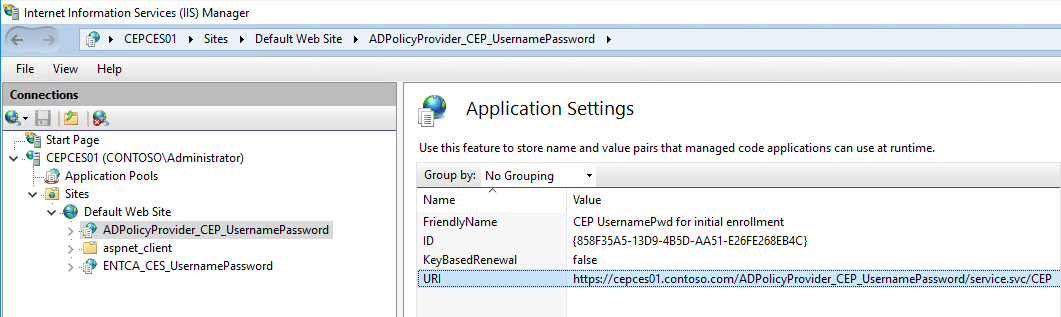 Internet Information Services (IIS) Manager
CEPCES01 Sites Default Web Site ADPolicyProvider_CEP_UsernamePassword
File View Help
Connections
Start Page
CEPCES01 (CONTOSO\Administrator)
Application Pools
Sites
Default Web Site
ADPolicyProvider_CEP_UsernamePassword
aspnet_client
ENTCA_CES_UsernamePassword
Application Settings
Use this feature to store name and value pairs that managed code applications can use at runtime.
Group by: No Grouping
Name Value
FriendlyName CEP UsernamePwd for initial enrollment
ID {858F35A5-13D9-4B5D-AA51-E26FE268EB4C}
KeyBasedRenewal false
URI https://cepces01.contoso.com/ADPolicyProvider_CEP_UsernamePassword/service.svc/CEP